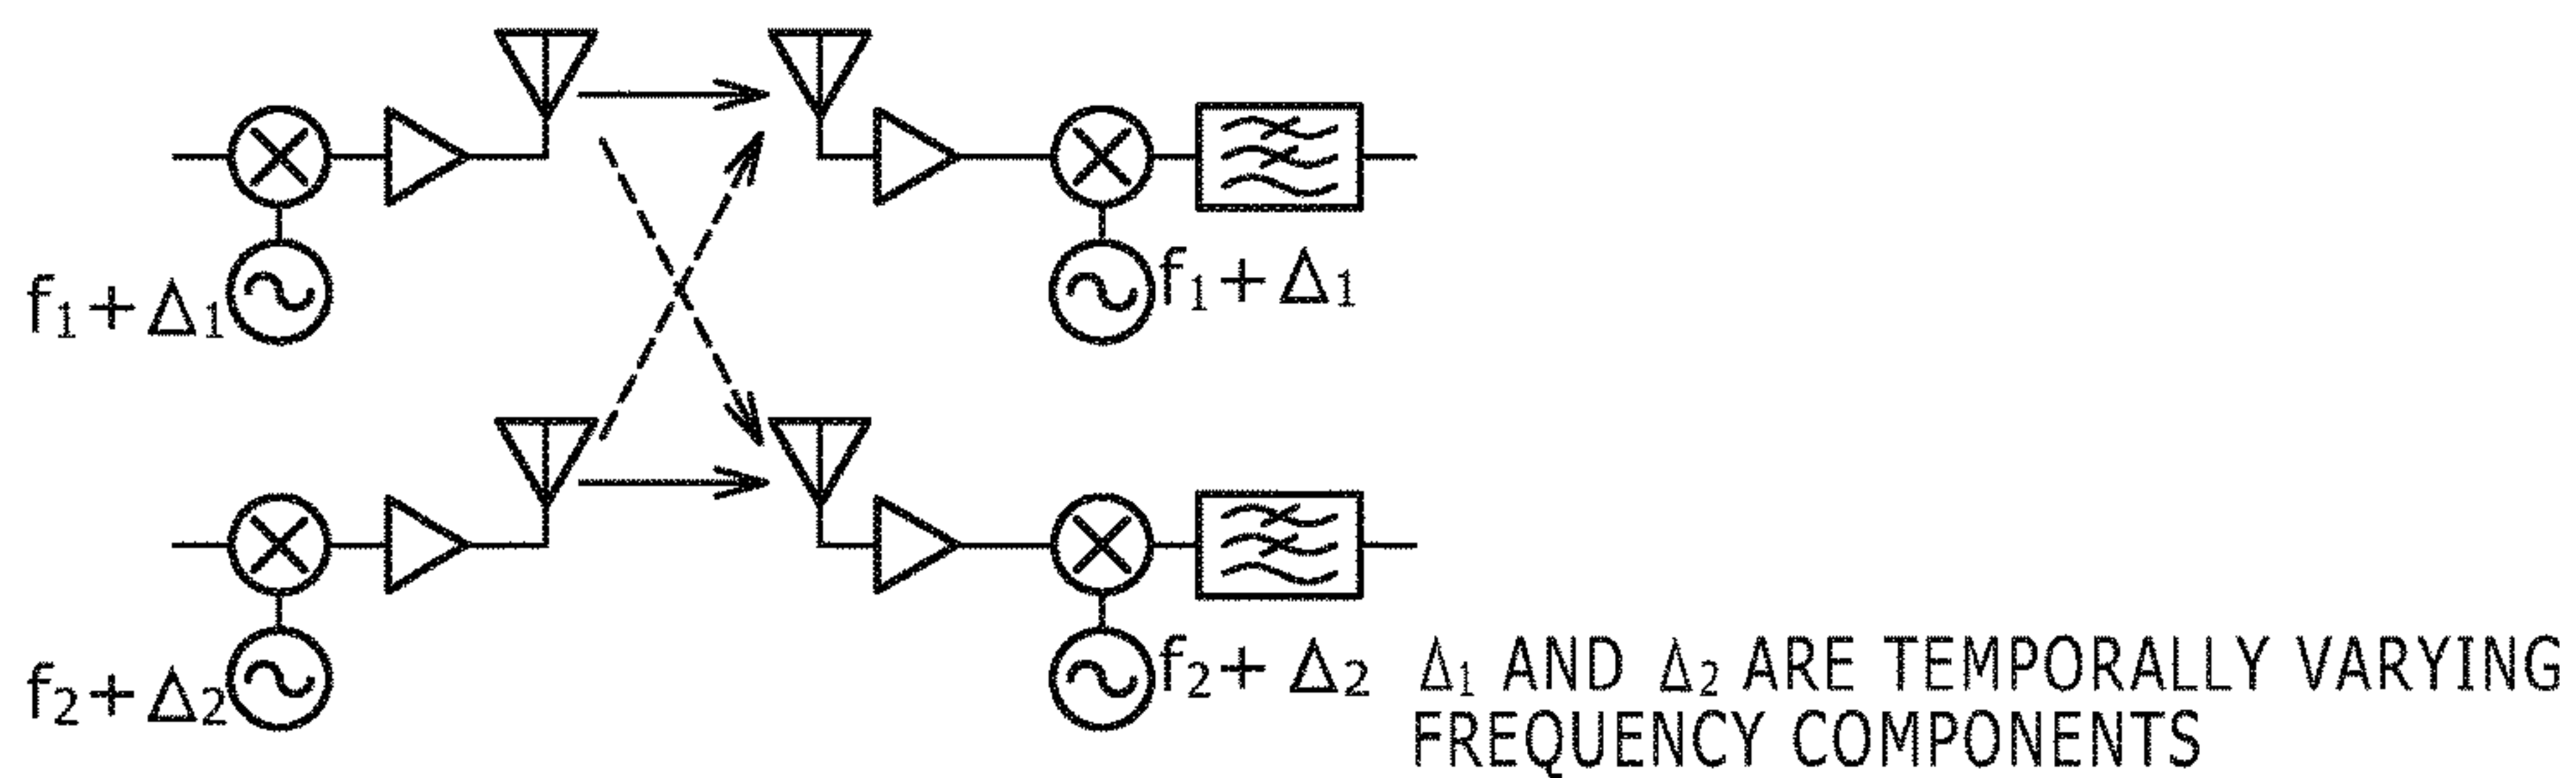 f₁+Δ₁
f₁+Δ₁
f₂+Δ₂
f₂+Δ₂
Δ₁ AND Δ₂ ARE TEMPORALLY VARYING
FREQUENCY COMPONENTS